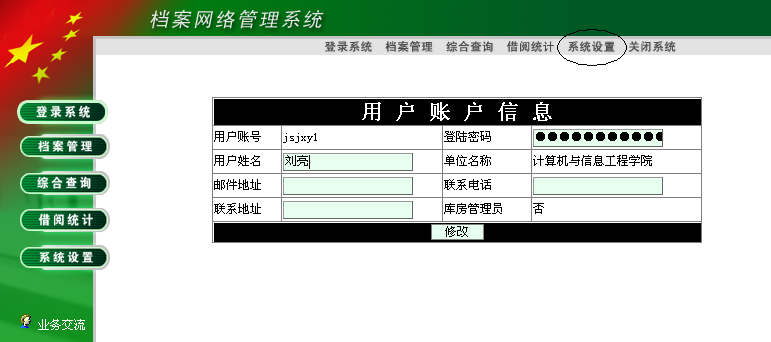 档案网络管理系统
登录系统 档案管理 综合查询 借阅统计 系统设置 关闭系统
登录系统
档案管理
综合查询
借阅统计
系统设置
业务交流
用户账户信息
用户账号 jsjxy1 登陆密码 ●●●●●●●●●●●
用户姓名 刘亮 单位名称 计算机与信息工程学院
邮件地址 联系电话
联系地址 库房管理员 否
修改